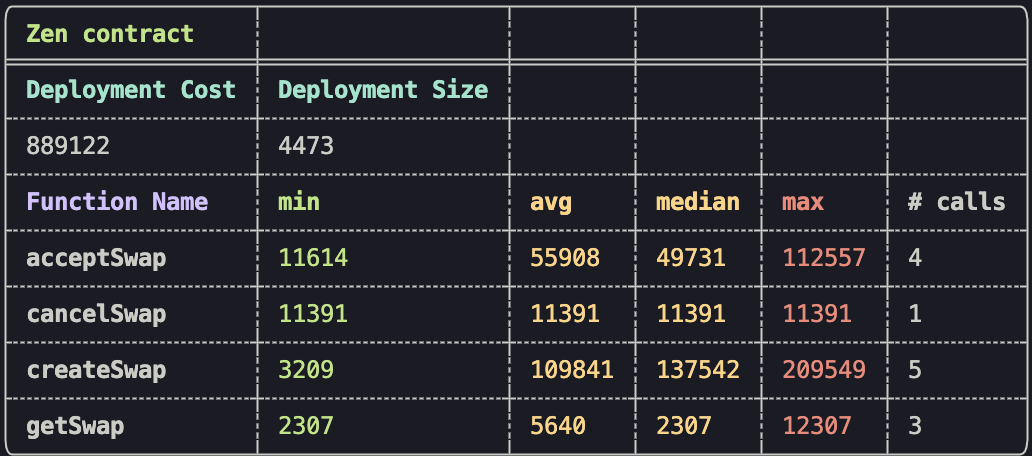 Zen contract
Deployment Cost Deployment Size
889122 4473
Function Name min avg median max # calls
acceptSwap 11614 55908 49731 112557 4
cancelSwap 11391 11391 11391 11391 1
createSwap 3209 109841 137542 209549 5
getSwap 2307 5640 2307 12307 3